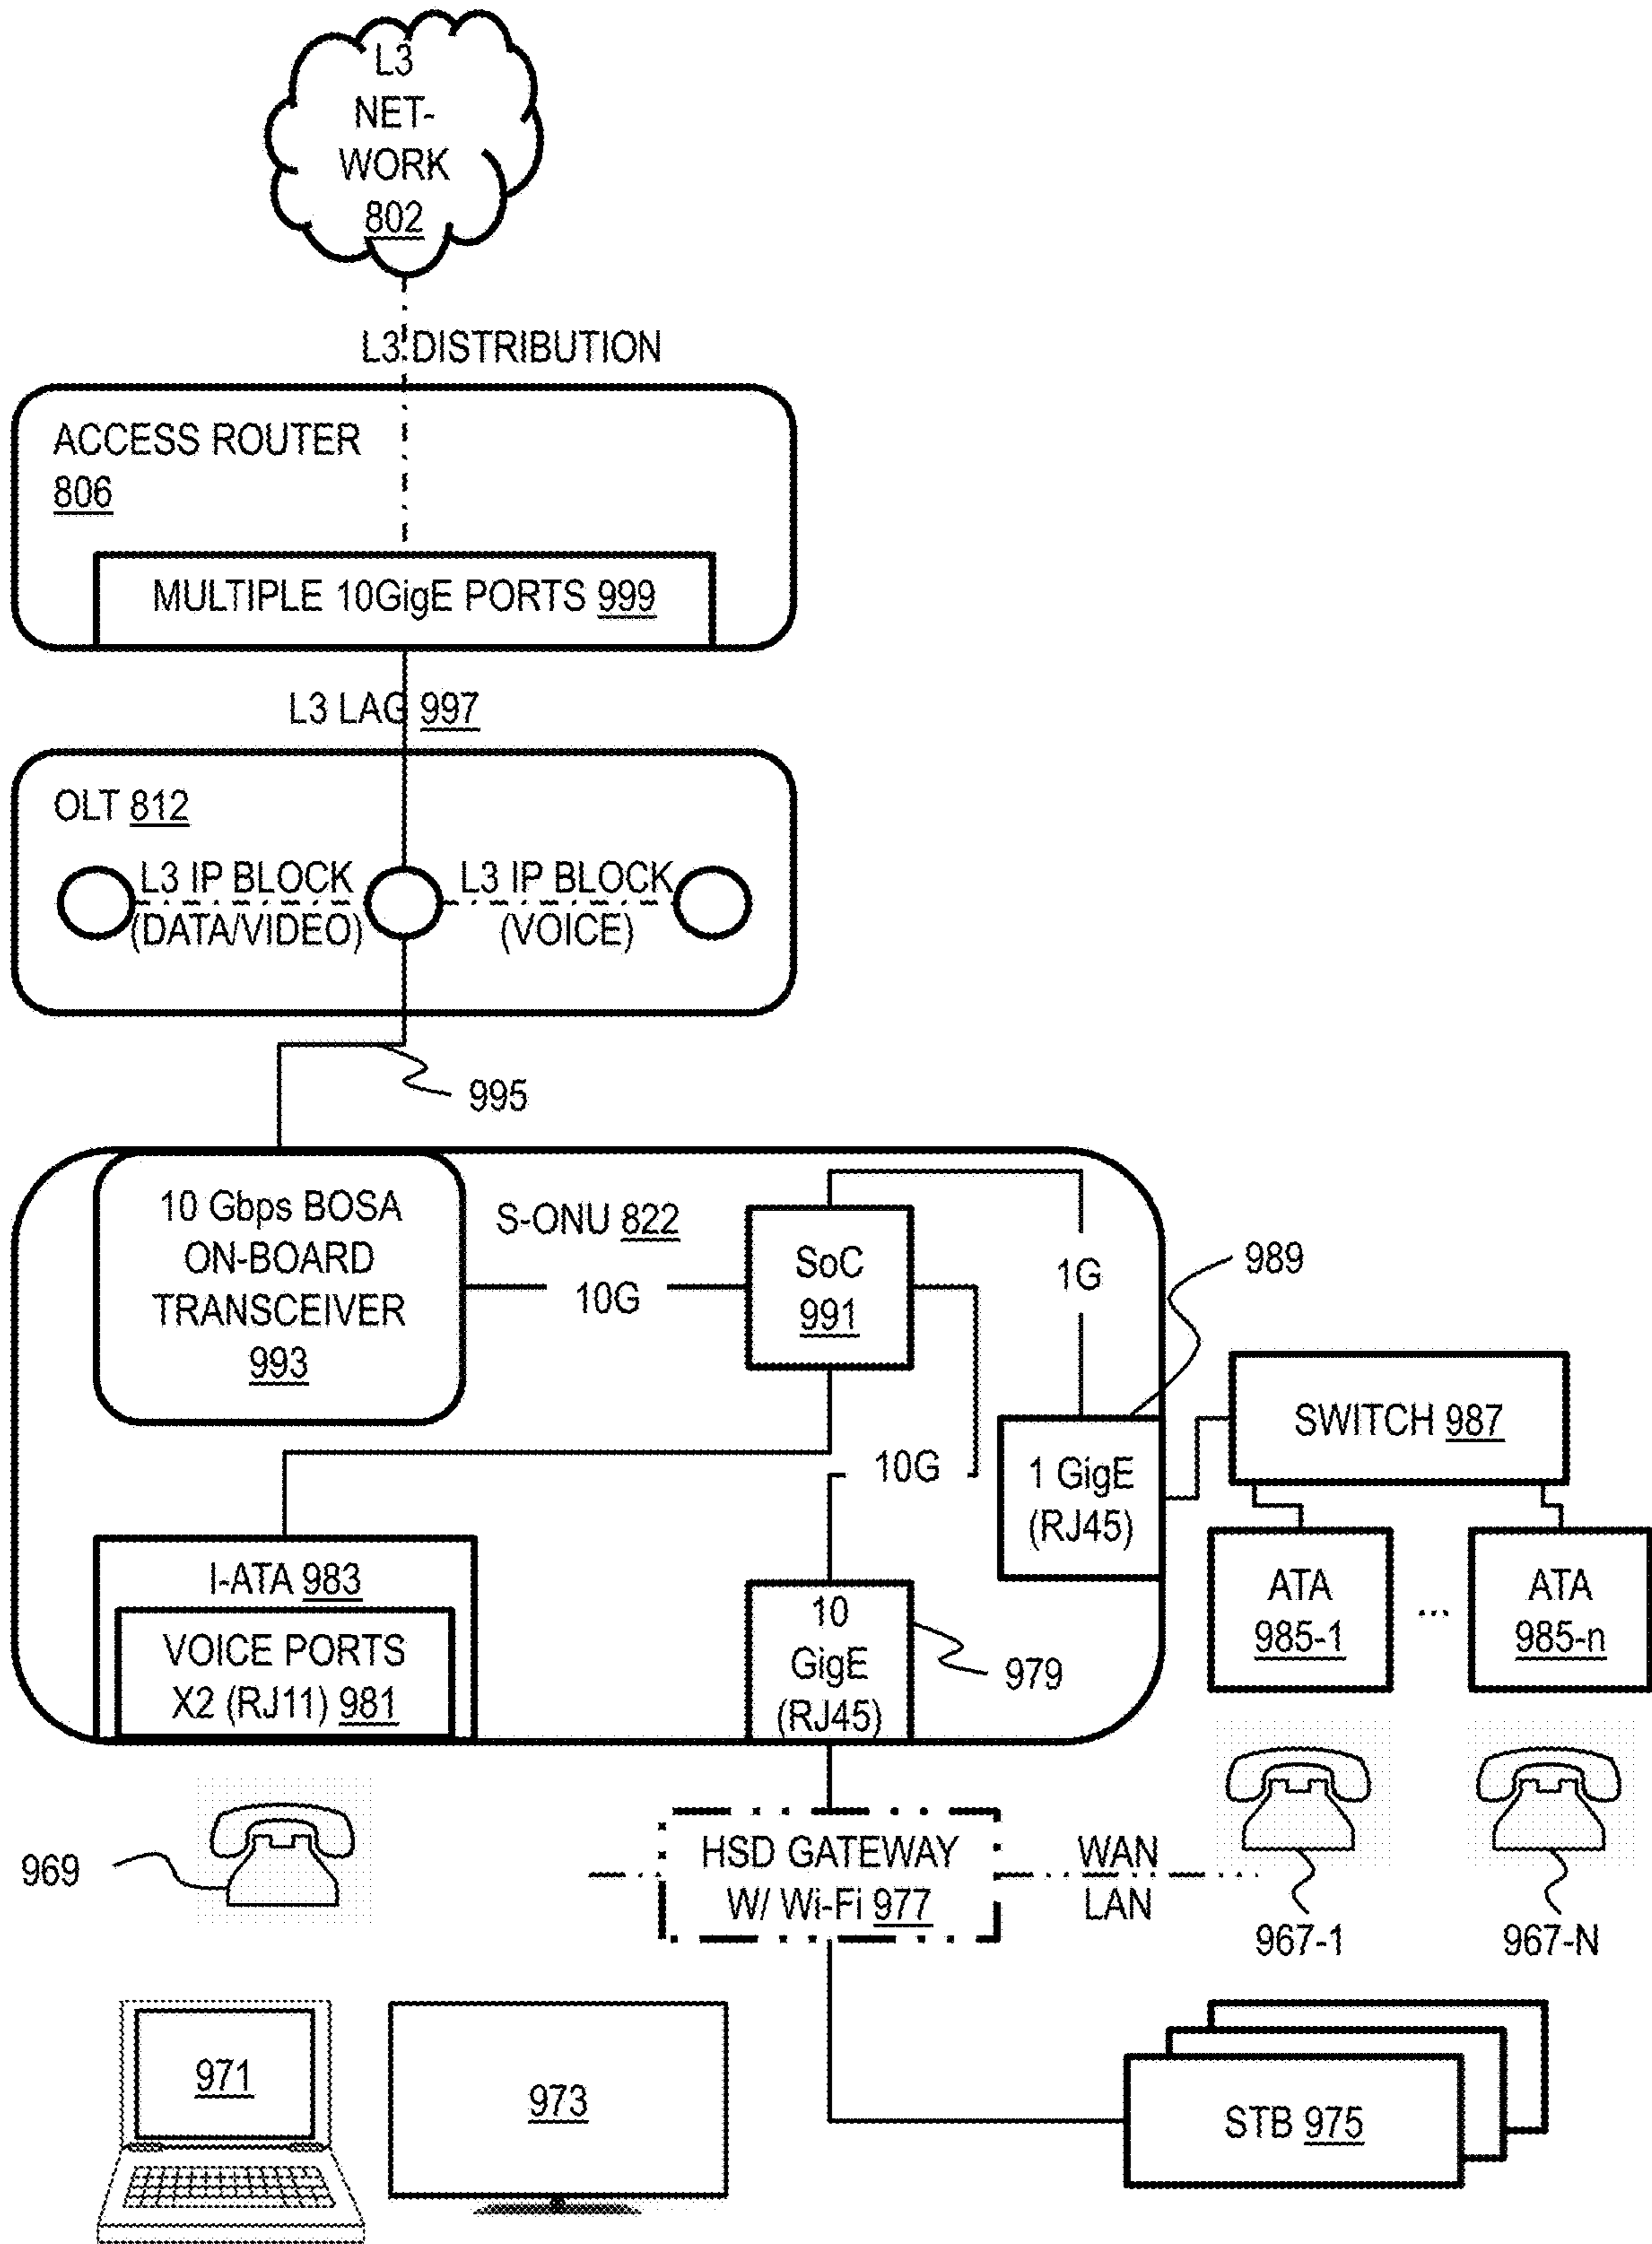 L3
NET-
WORK
802
L3 DISTRIBUTION
ACCESS ROUTER
806
MULTIPLE 10GigE PORTS 999
L3 LAG 997
OLT 812
L3 IP BLOCK
(DATA/VIDEO)
L3 IP BLOCK
(VOICE)
995
10 Gbps BOSA
ON-BOARD
TRANSCEIVER
993
S-ONU 822
10G
SoC
991
1G
989
10G
1 GigE
(RJ45)
SWITCH 987
I-ATA 983
VOICE PORTS
X2 (RJ11) 981
10
GigE
(RJ45)
979
ATA
985-1
...
ATA
985-n
969
HSD GATEWAY
W/ Wi-Fi 977
WAN
LAN
967-1
967-N
971
973
STB 975